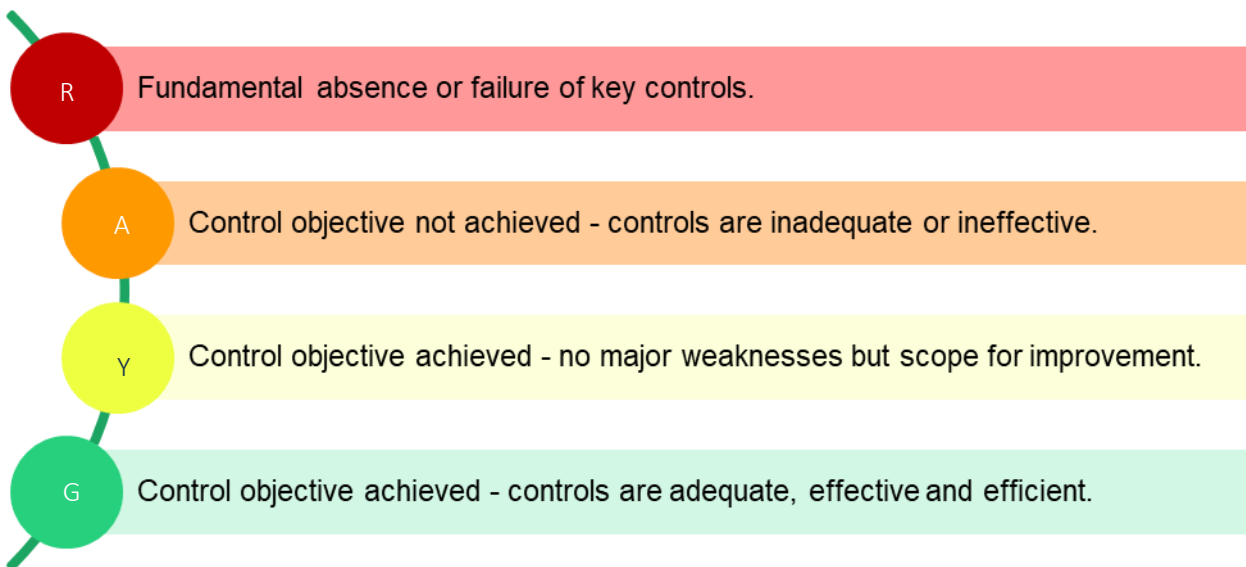 R
Fundamental absence or failure of key controls.
A
Control objective not achieved - controls are inadequate or ineffective.
Y
Control objective achieved - no major weaknesses but scope for improvement.
G
Control objective achieved - controls are adequate, effective and efficient.